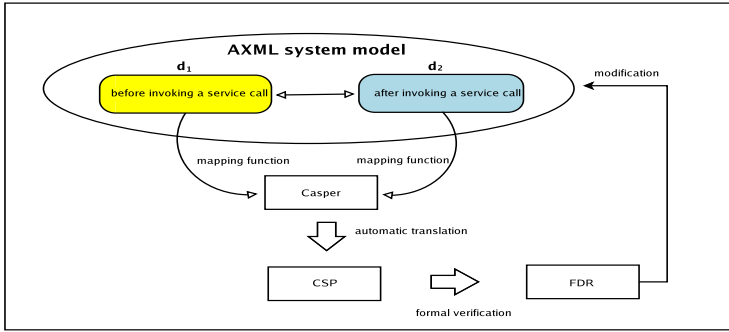 AXML system model
d1
d2
before invoking a service call
after invoking a service call
modification
mapping function
mapping function
Casper
automatic translation
CSP
FDR
formal verification